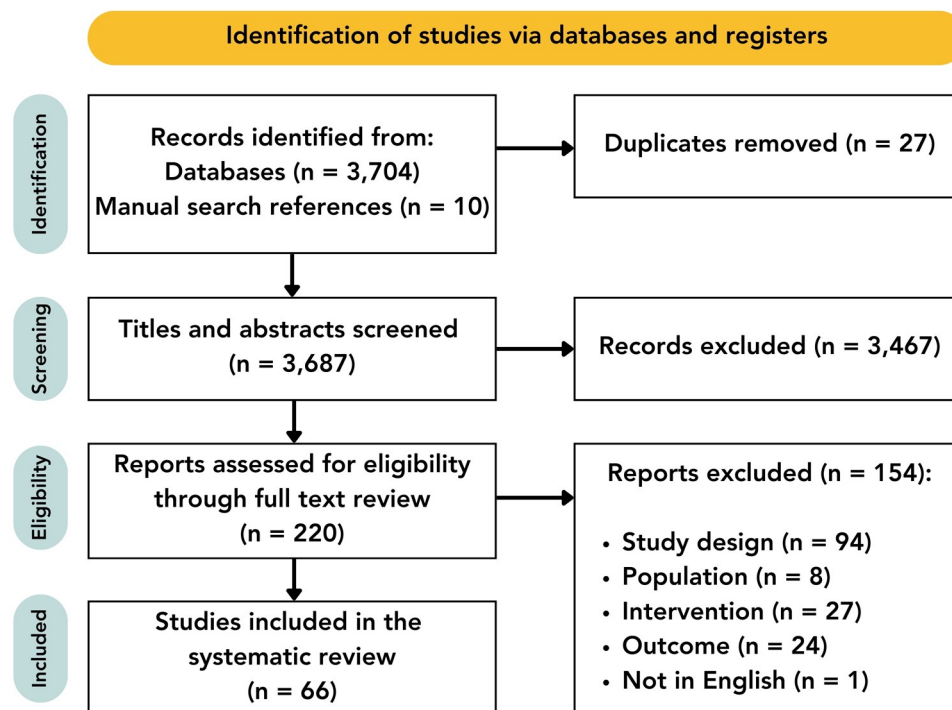 Identification of studies via databases and registers
Identification
Records identified from:
Databases (n = 3,704)
Manual search references (n = 10)
Duplicates removed (n = 27)
Screening
Titles and abstracts screened
(n = 3,687)
Records excluded (n = 3,467)
Eligibility
Reports assessed for eligibility
through full text review
(n = 220)
Reports excluded (n = 154):
• Study design (n = 94)
• Population (n = 8)
• Intervention (n = 27)
• Outcome (n = 24)
• Not in English (n = 1)
Included
Studies included in the
systematic review
(n = 66)